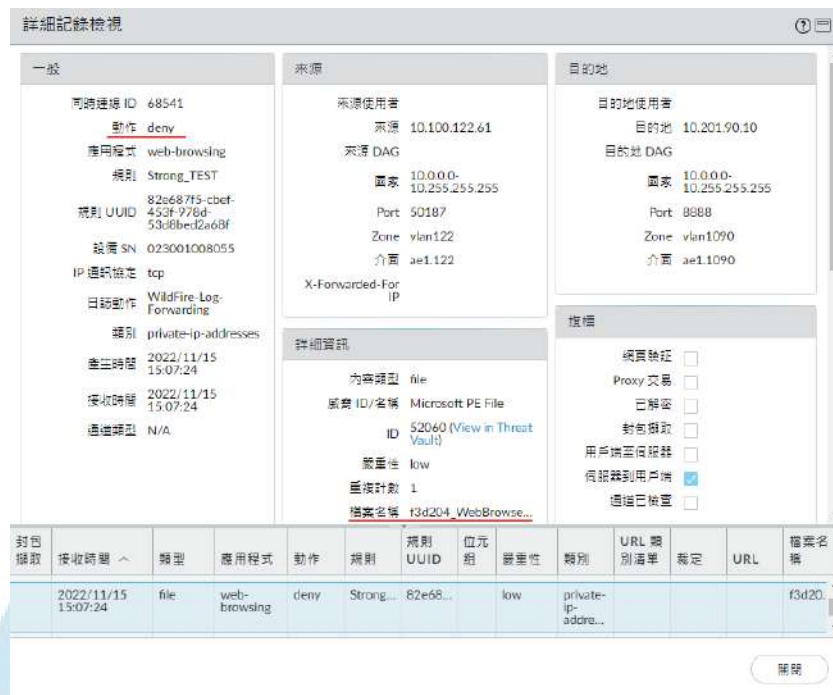 詳細記錄檢視
一般
同時連線 ID 68541
動作 deny
應用程式 web-browsing
規則 Strong_TEST
規則 UUID 82e687f5-cbef-
453f-978d-
53d8bed2a68f
設備 SN 023001008055
IP 通訊協定 tcp
日誌動作 WildFire-Log-
Forwarding
類別 private-ip-addresses
產生時間 2022/11/15
15:07:24
接收時間 2022/11/15
15:07:24
通道類型 N/A
來源
來源使用者
來源 10.100.122.61
來源 DAG
國家 10.0.0.0-
10.255.255.255
Port 50187
Zone vlan122
介面 ae1.122
X-Forwarded-For
IP
詳細資訊
內容類型 file
威脅 ID/名稱 Microsoft PE File
ID 52060 (View in Threat
Vault)
嚴重性 low
重複計數 1
檔案名稱 f3d204_WebBrowse...
目的地
目的地使用者
目的地 10.201.90.10
目的地 DAG
國家 10.0.0.0-
10.255.255.255
Port 8888
Zone vlan1090
介面 ae1.1090
旗標
網頁驗証
Proxy 交易
已解密
封包擷取
用戶端至伺服器
伺服器到用戶端
通道已檢查
封包擷取 接收時間 類型 應用程式 動作 規則 規則 UUID 位元組 嚴重性 類別 URL 類別清單 裁定 URL 檔案名稱
2022/11/15 15:07:24 file web-browsing deny Strong... 82e68... low private-ip-addre... f3d20.
關閉